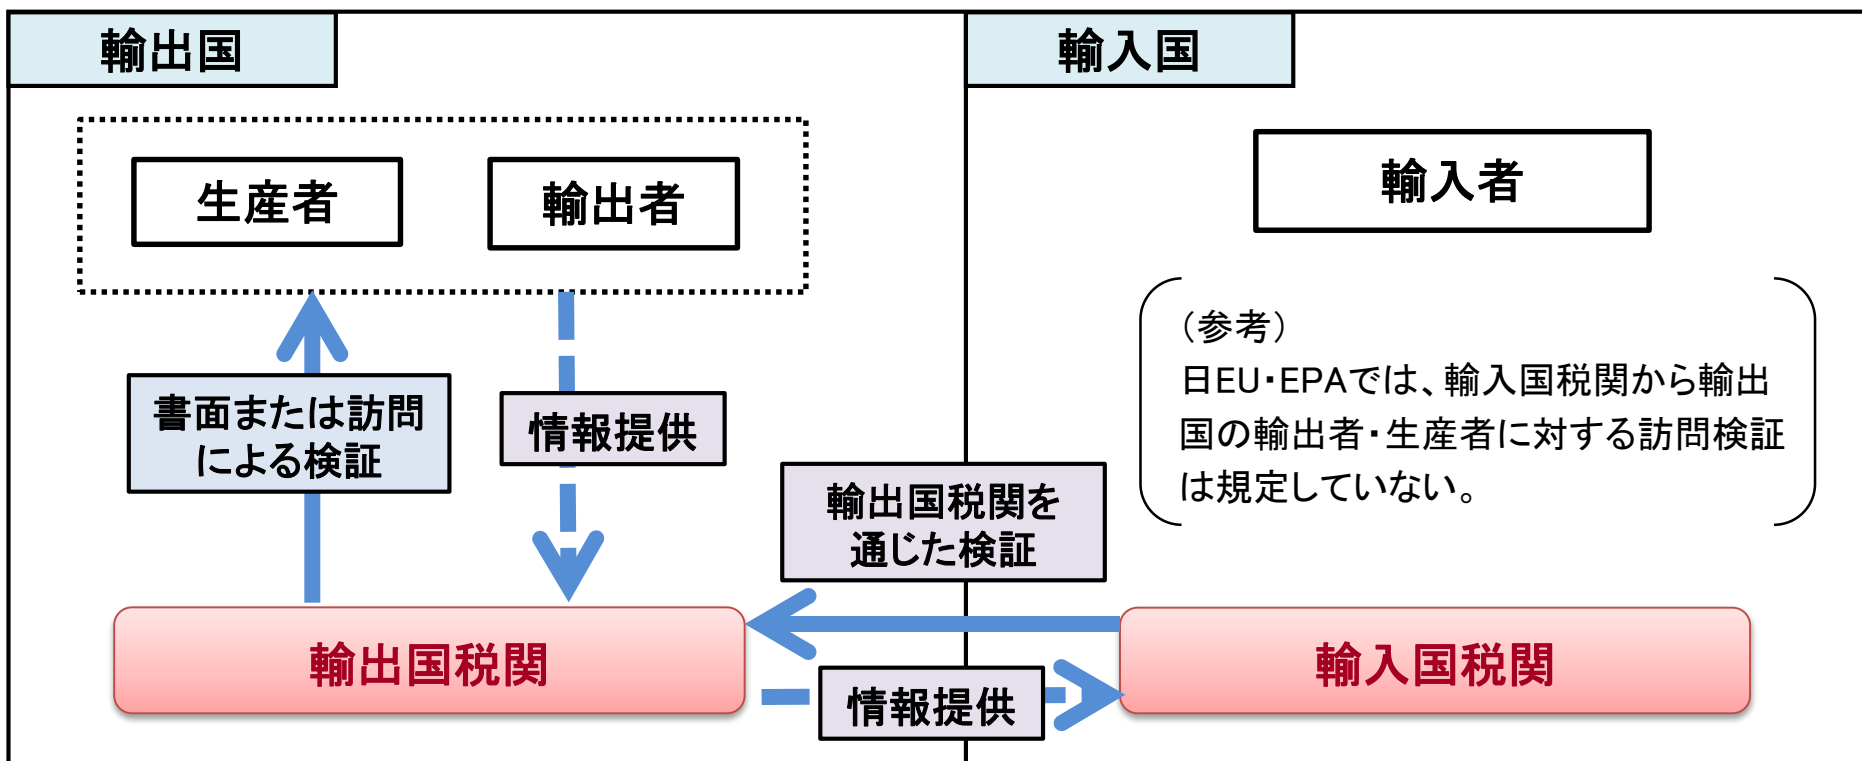 輸出国
輸入国
生産者
輸出者
輸入者
（参考）
日EU・EPAでは、輸入国税関から輸出
国の輸出者・生産者に対する訪問検証
は規定していない。
書面または訪問
による検証
情報提供
輸出国税関を
通じた検証
輸出国税関
輸入国税関
情報提供